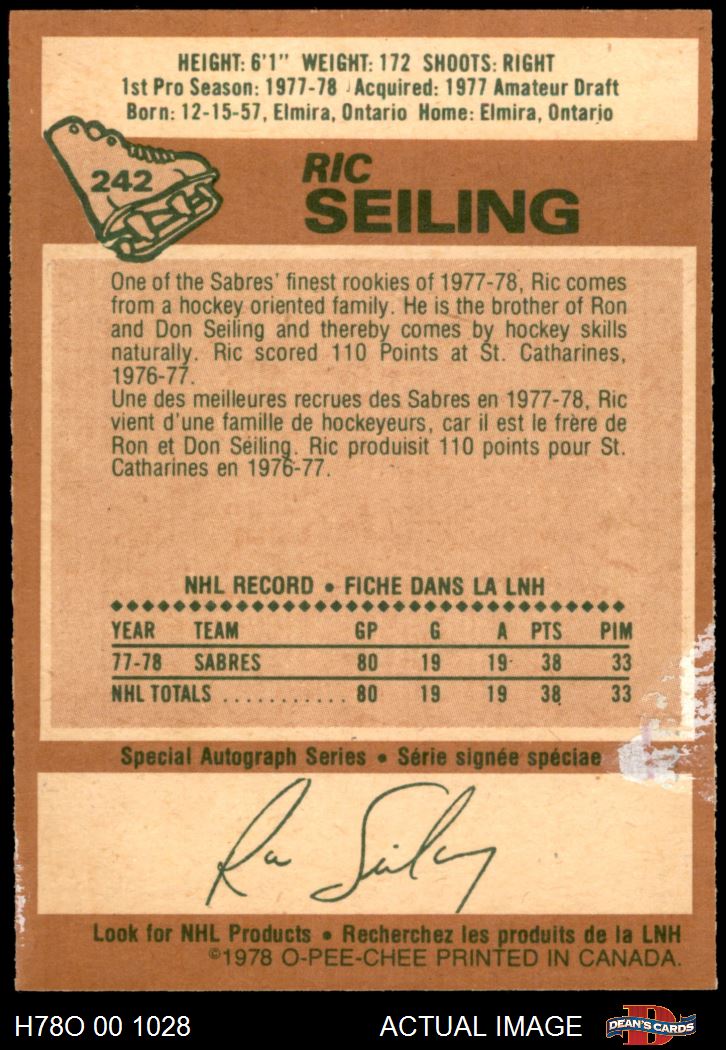 HEIGHT: 6'1" WEIGHT: 172 SHOOTS: RIGHT
1st Pro Season: 1977-78 Acquired: 1977 Amateur Draft
Born: 12-15-57, Elmira, Ontario Home: Elmira, Ontario
242
RIC
SEILING
One of the Sabres' finest rookies of 1977-78, Ric comes
from a hockey oriented family. He is the brother of Ron
and Don Seiling and thereby comes by hockey skills
naturally. Ric scored 110 Points at St. Catharines,
1976-77.
Une des meilleures recrues des Sabres en 1977-78, Ric
vient d'une famille de hockeyeurs, car il est le frère de
Ron et Don Seiling. Ric produisit 110 points pour St.
Catharines en 1976-77.
NHL RECORD • FICHE DANS LA LNH
YEAR TEAM GP G A PTS PIM
77-78 SABRES 80 19 19 38 33
NHL TOTALS ........... 80 19 19 38 33
Special Autograph Series • Série signée spéciae
Ric Seiling
Look for NHL Products • Recherchez les produits de la LNH
©1978 O-PEE-CHEE PRINTED IN CANADA.
H78O 00 1028 ACTUAL IMAGE DEAN'S CARDS